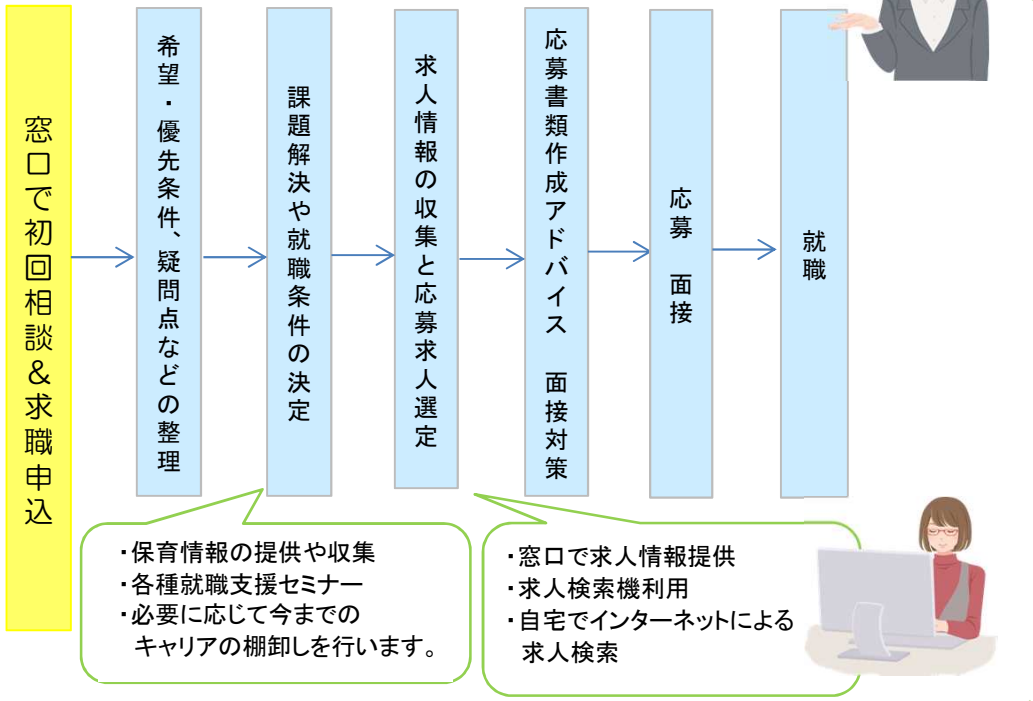 窓口で初回相談＆求職申込
希望・優先条件、疑問点などの整理
課題解決や就職条件の決定
求人情報の収集と応募求人選定
応募書類作成アドバイス　面接対策
応募　面接
就職
・保育情報の提供や収集
・各種就職支援セミナー
・必要に応じて今までの
キャリアの棚卸しを行います。
・窓口で求人情報提供
・求人検索機利用
・自宅でインターネットによる
求人検索